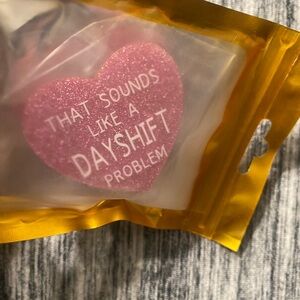 THAT SOUNDS
LIKE A
DAYSHIFT
PROBLEM